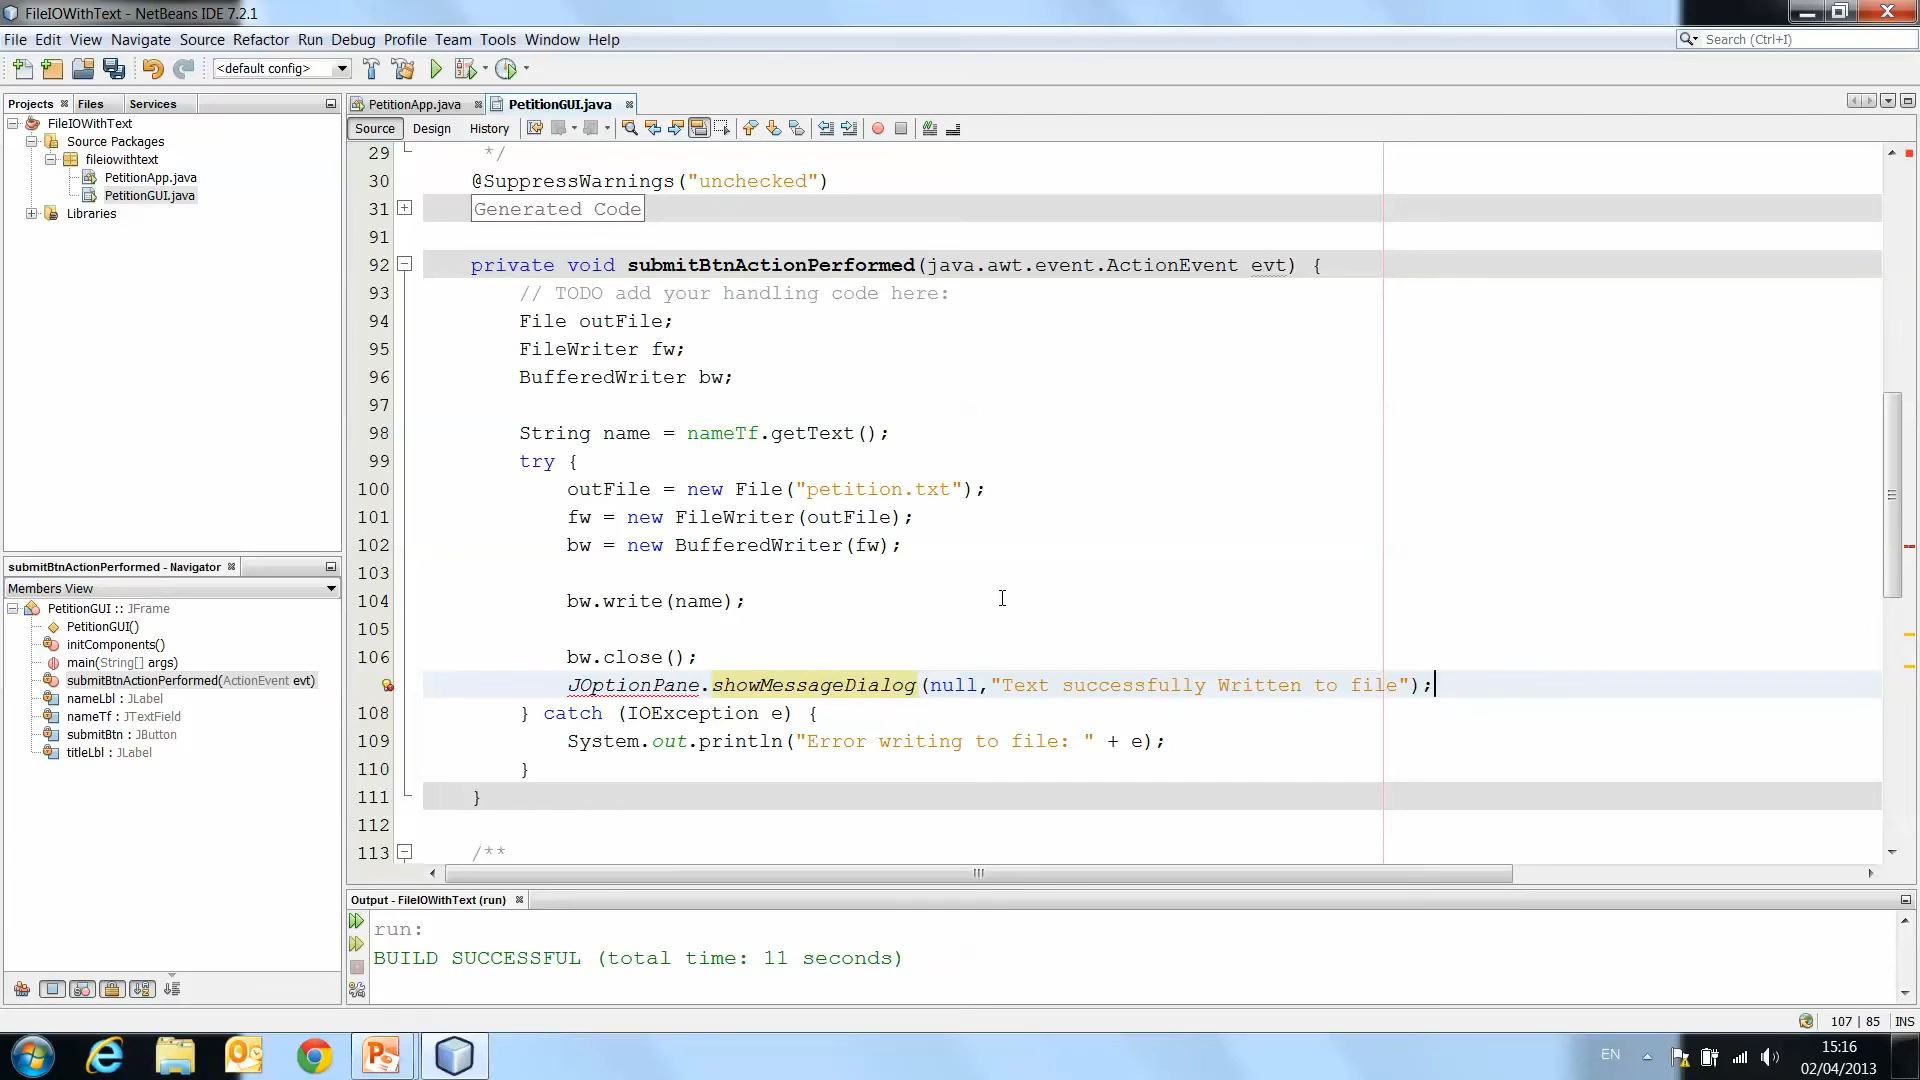 FileIOWithText - NetBeans IDE 7.2.1
File Edit View Navigate Source Refactor Run Debug Profile Team Tools Window Help
Search (Ctrl+I)
<default config>
Projects Files Services
FileIOWithText
Source Packages
fileiowithtext
PetitionApp.java
PetitionGUI.java
Libraries
submitBtnActionPerformed - Navigator
Members View
PetitionGUI :: JFrame
PetitionGUI()
initComponents()
main(String[] args)
submitBtnActionPerformed(ActionEvent evt)
nameLbl : JLabel
nameTf : JTextField
submitBtn : JButton
titleLbl : JLabel
PetitionApp.java PetitionGUI.java
Source Design History
29 */
30 @SuppressWarnings("unchecked")
31 Generated Code
91
92 private void submitBtnActionPerformed(java.awt.event.ActionEvent evt) {
93 // TODO add your handling code here:
94 File outFile;
95 FileWriter fw;
96 BufferedWriter bw;
97
98 String name = nameTf.getText();
99 try {
100 outFile = new File("petition.txt");
101 fw = new FileWriter(outFile);
102 bw = new BufferedWriter(fw);
103
104 bw.write(name);
105
106 bw.close();
JOptionPane.showMessageDialog(null,"Text successfully Written to file");
108 } catch (IOException e) {
109 System.out.println("Error writing to file: " + e);
110 }
111 }
112
113 /**
Output - FileIOWithText (run)
run:
BUILD SUCCESSFUL (total time: 11 seconds)
107 | 85 INS
EN
15:16
02/04/2013